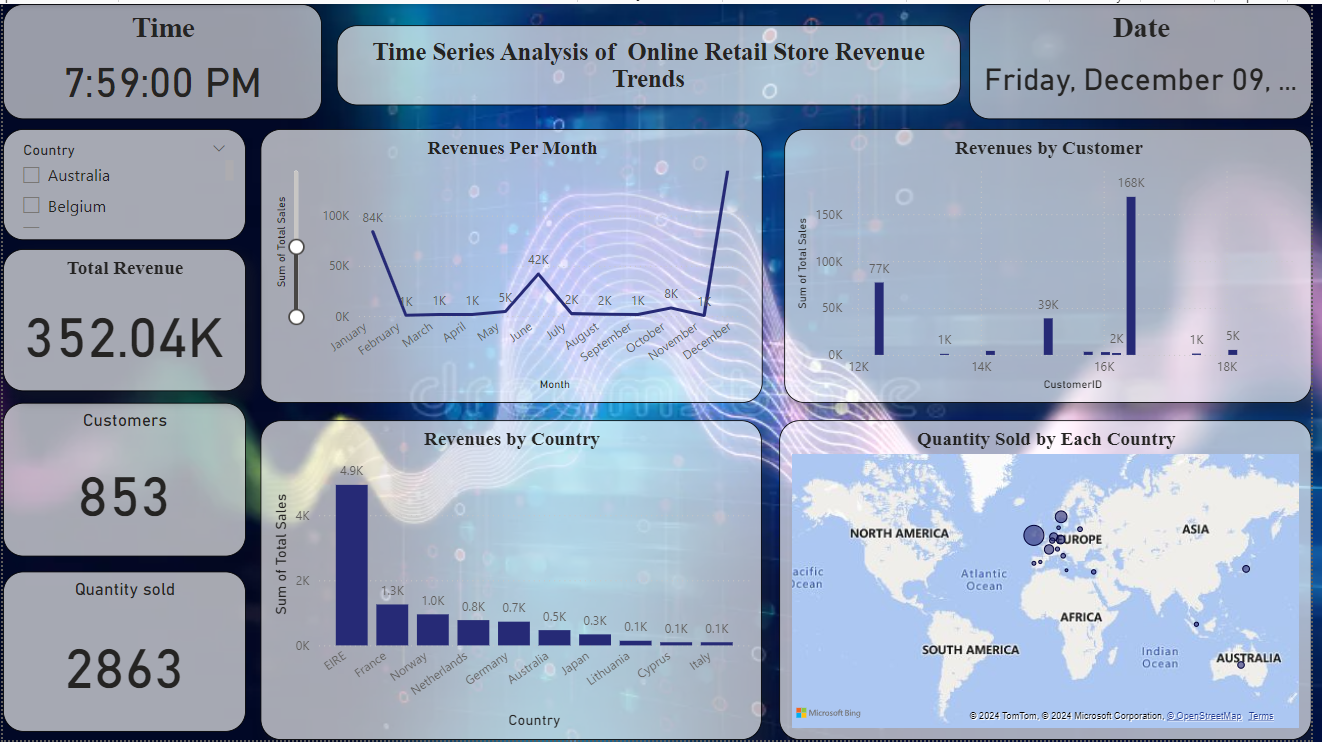 Time
7:59:00 PM
Time Series Analysis of Online Retail Store Revenue
Trends
Date
Friday, December 09, ...
Country
Australia
Belgium
Total Revenue
352.04K
Customers
853
Quantity sold
2863
Revenues Per Month
Sum of Total Sales
100K
50K
0K
84K
1K
1K
1K
5K
42K
2K
2K
1K
8K
1K
January
February
March
April
May
June
July
August
September
October
November
December
Month
Revenues by Customer
Sum of Total Sales
150K
100K
50K
0K
77K
1K
39K
2K
168K
1K
5K
12K
14K
16K
18K
CustomerID
dreamstime
Revenues by Country
Sum of Total Sales
4K
2K
0K
4.9K
1.3K
1.0K
0.8K
0.7K
0.5K
0.3K
0.1K
0.1K
0.1K
EIRE
France
Norway
Netherlands
Germany
Australia
Japan
Lithuania
Cyprus
Italy
Country
Quantity Sold by Each Country
NORTH AMERICA
EUROPE
ASIA
acific
Ocean
Atlantic
Ocean
AFRICA
SOUTH AMERICA
Indian
Ocean
AUSTRALIA
Microsoft Bing
© 2024 TomTom, © 2024 Microsoft Corporation, © OpenStreetMap Terms